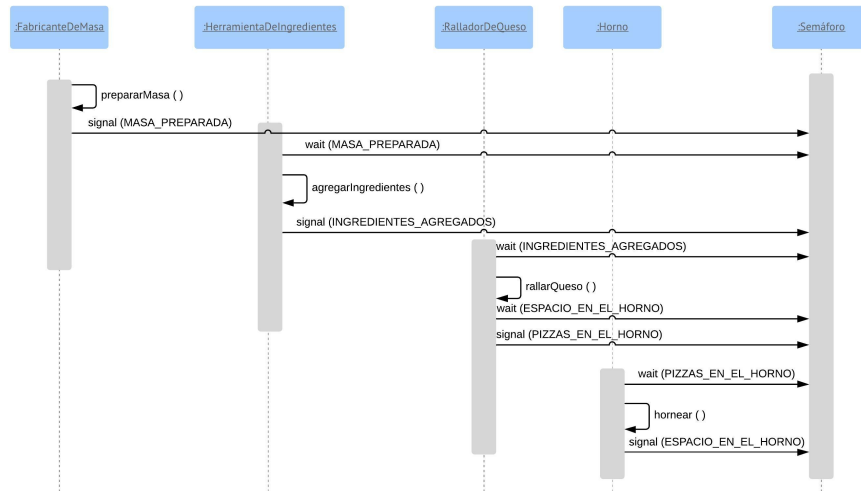 :FabricanteDeMasa
:HerramientaDeIngredientes
:RalladorDeQueso
:Horno
:Semáforo
prepararMasa ( )
signal (MASA_PREPARADA)
wait (MASA_PREPARADA)
agregarIngredientes ( )
signal (INGREDIENTES_AGREGADOS)
wait (INGREDIENTES_AGREGADOS)
rallarQueso ( )
wait (ESPACIO_EN_EL_HORNO)
signal (PIZZAS_EN_EL_HORNO)
wait (PIZZAS_EN_EL_HORNO)
hornear ( )
signal (ESPACIO_EN_EL_HORNO)